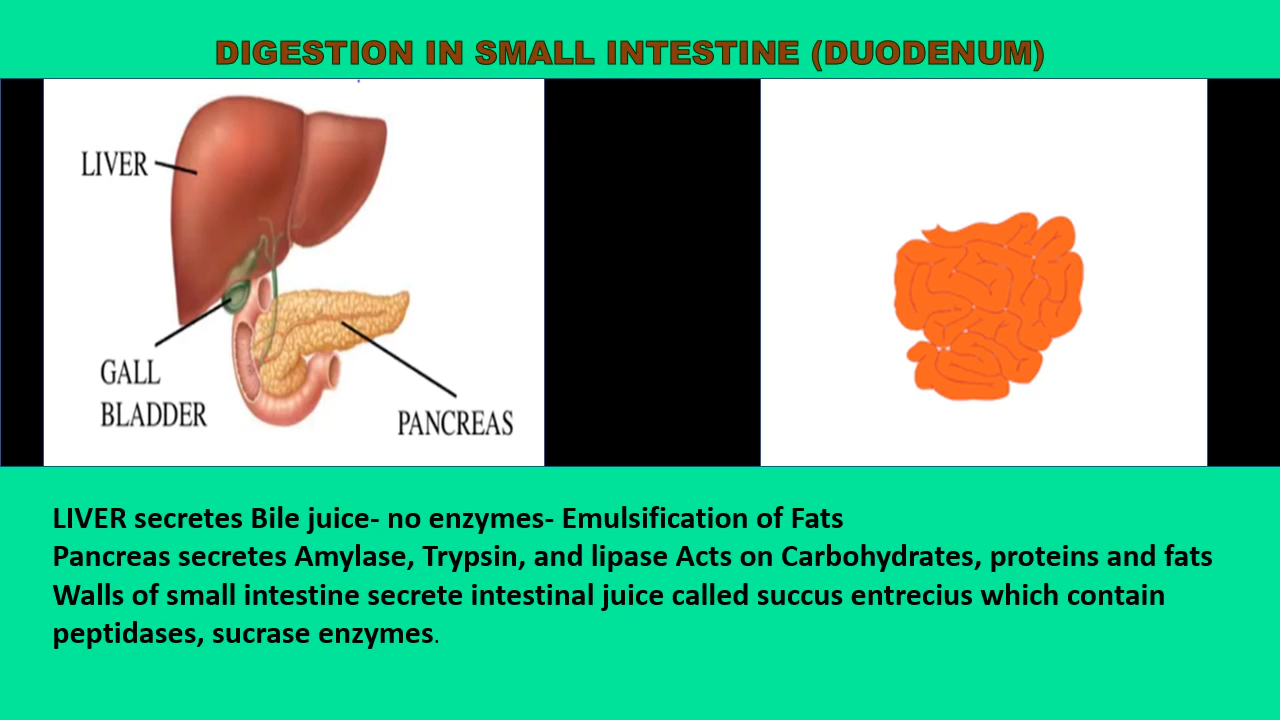 DIGESTION IN SMALL INTESTINE (DUODENUM)
LIVER
GALL
BLADDER
PANCREAS
LIVER secretes Bile juice- no enzymes- Emulsification of Fats
Pancreas secretes Amylase, Trypsin, and lipase Acts on Carbohydrates, proteins and fats
Walls of small intestine secrete intestinal juice called succus entrecius which contain
peptidases, sucrase enzymes.